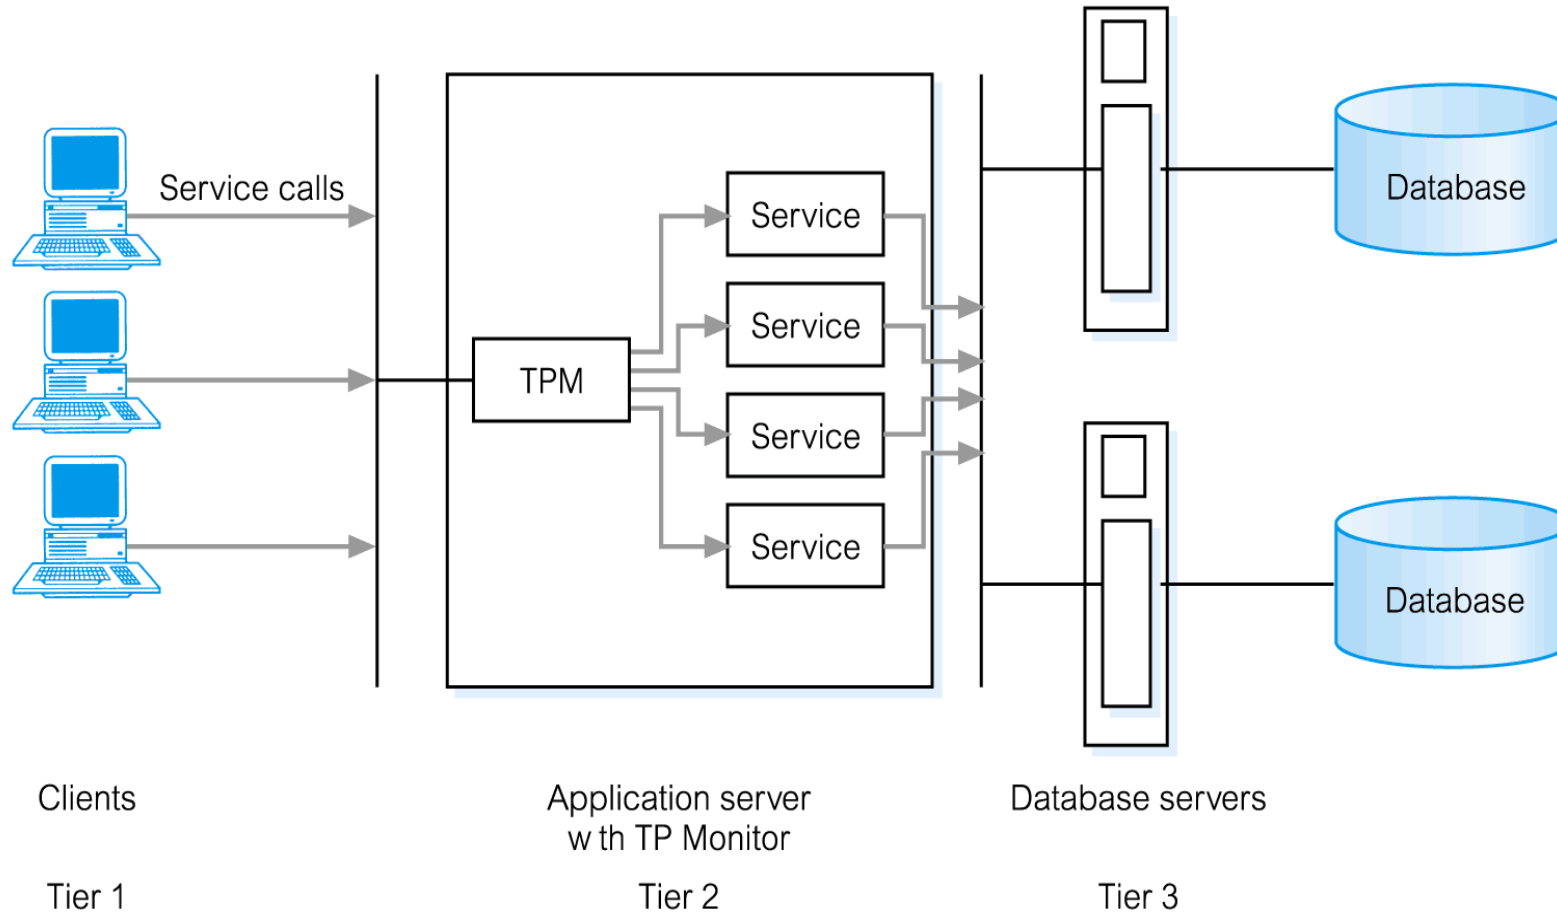 Service calls
TPM
Service
Service
Service
Service
Database
Database
Clients
Application server
w th TP Monitor
Database servers
Tier 1
Tier 2
Tier 3